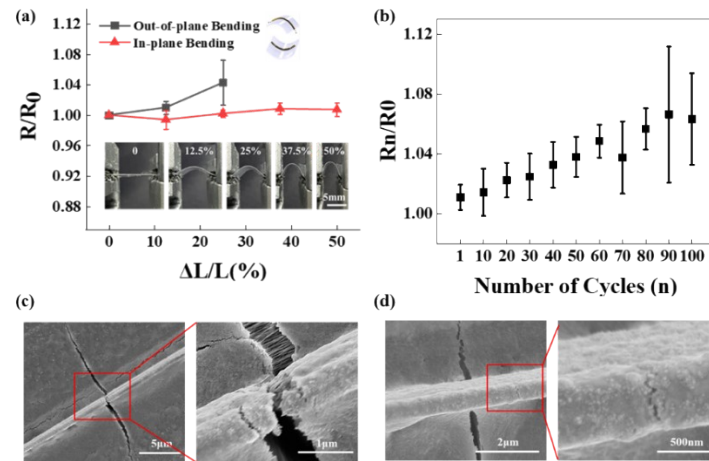 (a)
1.12
1.08
1.04
1.00
0.96
0.92
0.88
R/R0
Out-of-plane Bending
In-plane Bending
0
12.5%
25%
37.5%
50%
5mm
0
10
20
30
40
50
ΔL/L(%)
(b)
1.12
1.08
1.04
1.00
Rn/R0
1
10
20
30
40
50
60
70
80
90
100
Number of Cycles (n)
(c)
5μm
1μm
(d)
2μm
500nm